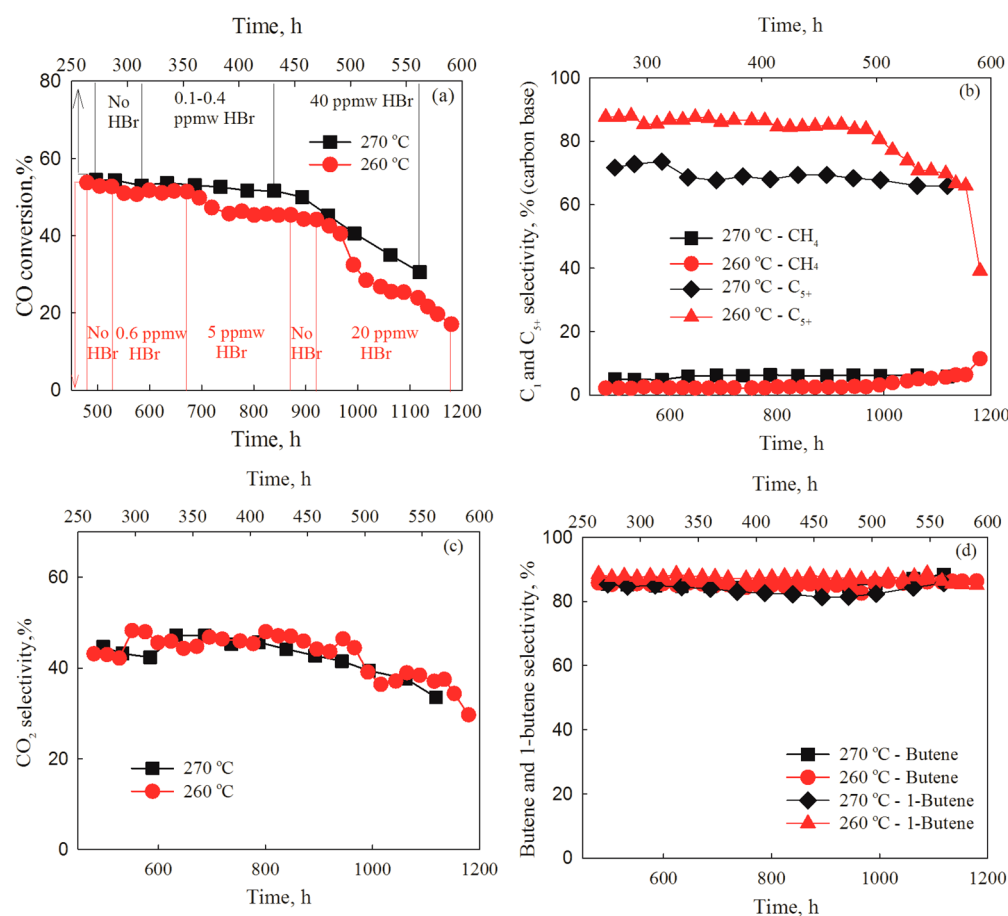 Time, h
250 300 350 400 450 500 550 600
80
60
40
20
0
CO conversion,%
(a)
No
HBr
0.1-0.4
ppmw HBr
40 ppmw HBr
270 °C
260 °C
No
HBr
0.6 ppmw
HBr
5 ppmw
HBr
No
HBr
20 ppmw
HBr
500 600 700 800 900 1000 1100 1200
Time, h
Time, h
300 400 500 600
100
80
60
40
20
0
C₁ and C₅₊ selectivity, % (carbon base)
(b)
270 °C - CH₄
260 °C - CH₄
270 °C - C₅₊
260 °C - C₅₊
600 800 1000 1200
Time, h
Time, h
250 300 350 400 450 500 550 600
60
40
20
0
CO₂ selectivity,%
(c)
270 °C
260 °C
600 800 1000 1200
Time, h
Time, h
250 300 350 400 450 500 550 600
100
80
60
40
20
0
Butene and 1-butene selectivity, %
(d)
270 °C - Butene
260 °C - Butene
270 °C - 1-Butene
260 °C - 1-Butene
600 800 1000 1200
Time, h